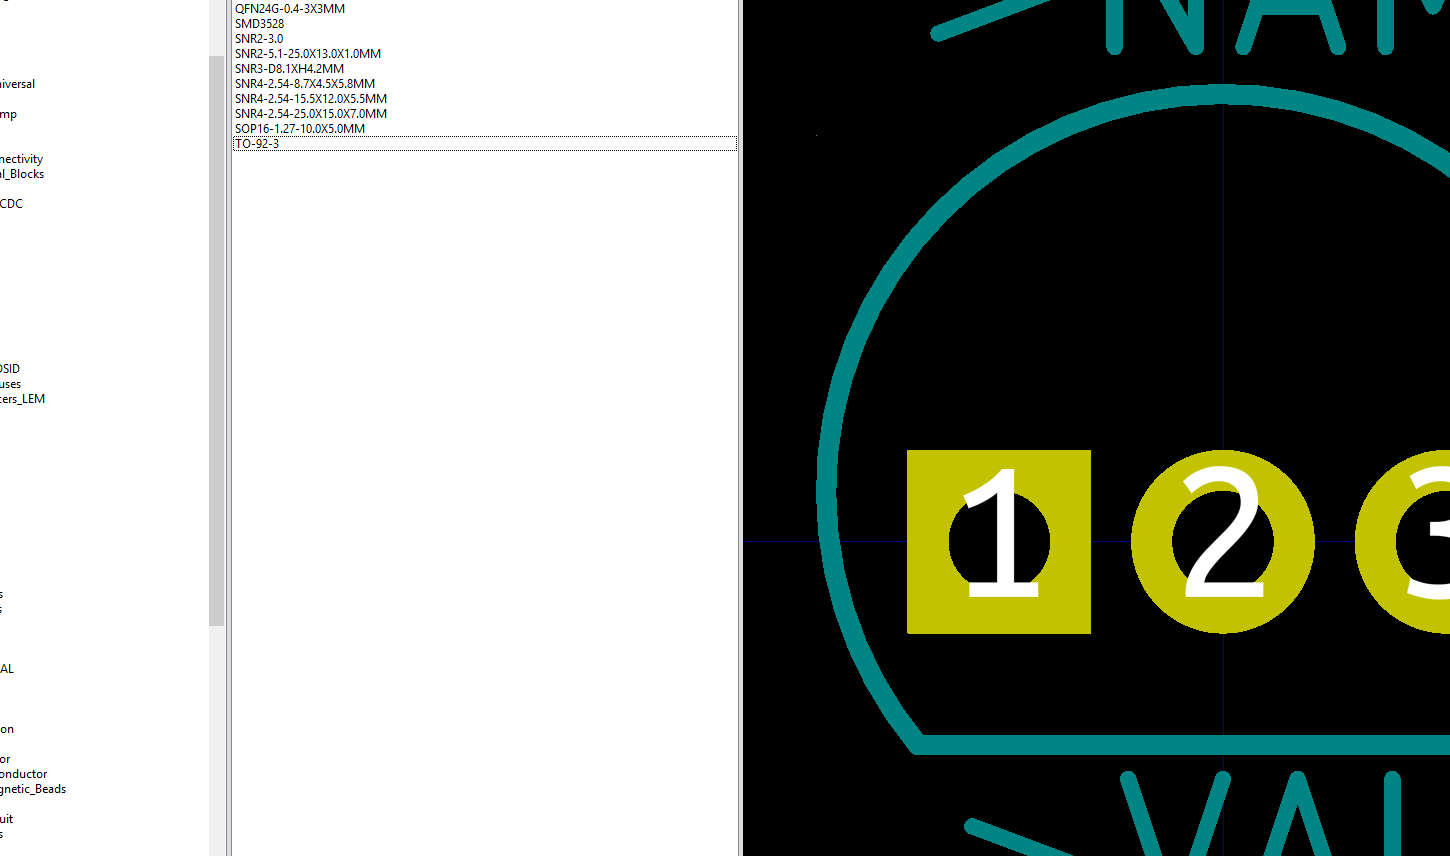 iversal
mp
nectivity
al_Blocks
CDC
OSID
uses
ters_LEM
s
s
AL
on
or
onductor
gnetic_Beads
uit
s
QFN24G-0.4-3X3MM
SMD3528
SNR2-3.0
SNR2-5.1-25.0X13.0X1.0MM
SNR3-D8.1XH4.2MM
SNR4-2.54-8.7X4.5X5.8MM
SNR4-2.54-15.5X12.0X5.5MM
SNR4-2.54-25.0X15.0X7.0MM
SOP16-1.27-10.0X5.0MM
TO-92-3
>NAM
1 2 3
>VAL